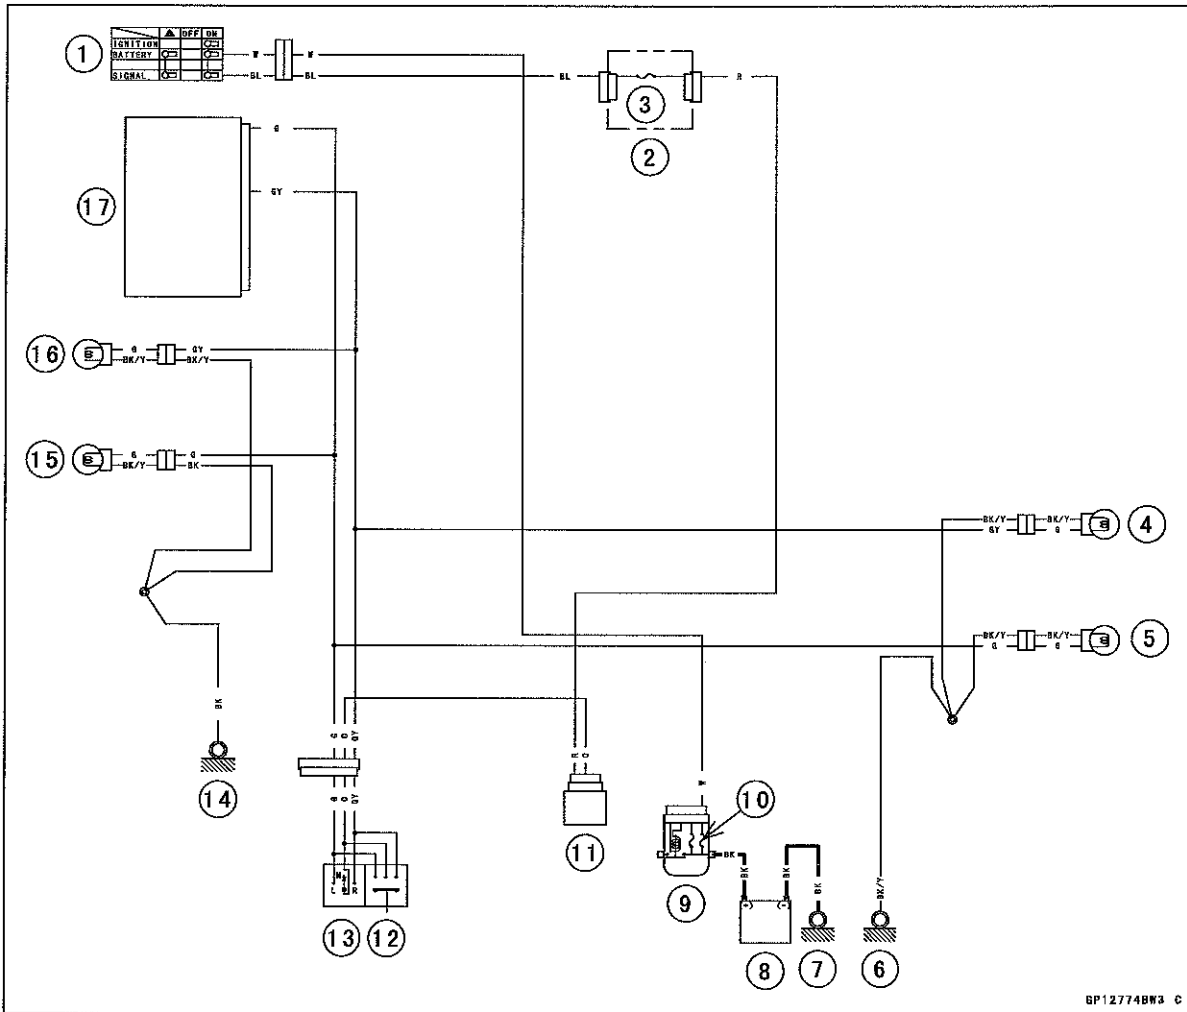 ▲ OFF ON
IGNITION
BATTERY
SIGNAL
1
W W
BL BL
BL
R
3
2
G
GY
17
16
G GY
BK/Y BK/Y
15
G G
BK/Y BK
BK/Y BK/Y
GY G
4
BK/Y BK/Y
G G
5
BK
14
G O GY
G O GY
R O
W
10
11
N
L R
13
12
9
BK
BK
BK
BK
+ -
8
7
BK/Y
6
GP12774BW3 C